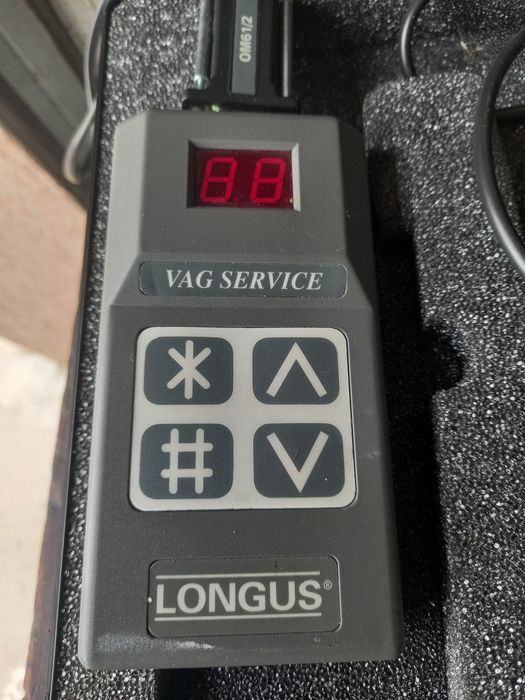 OM61/2
88
VAG SERVICE
*
#
LONGUS®